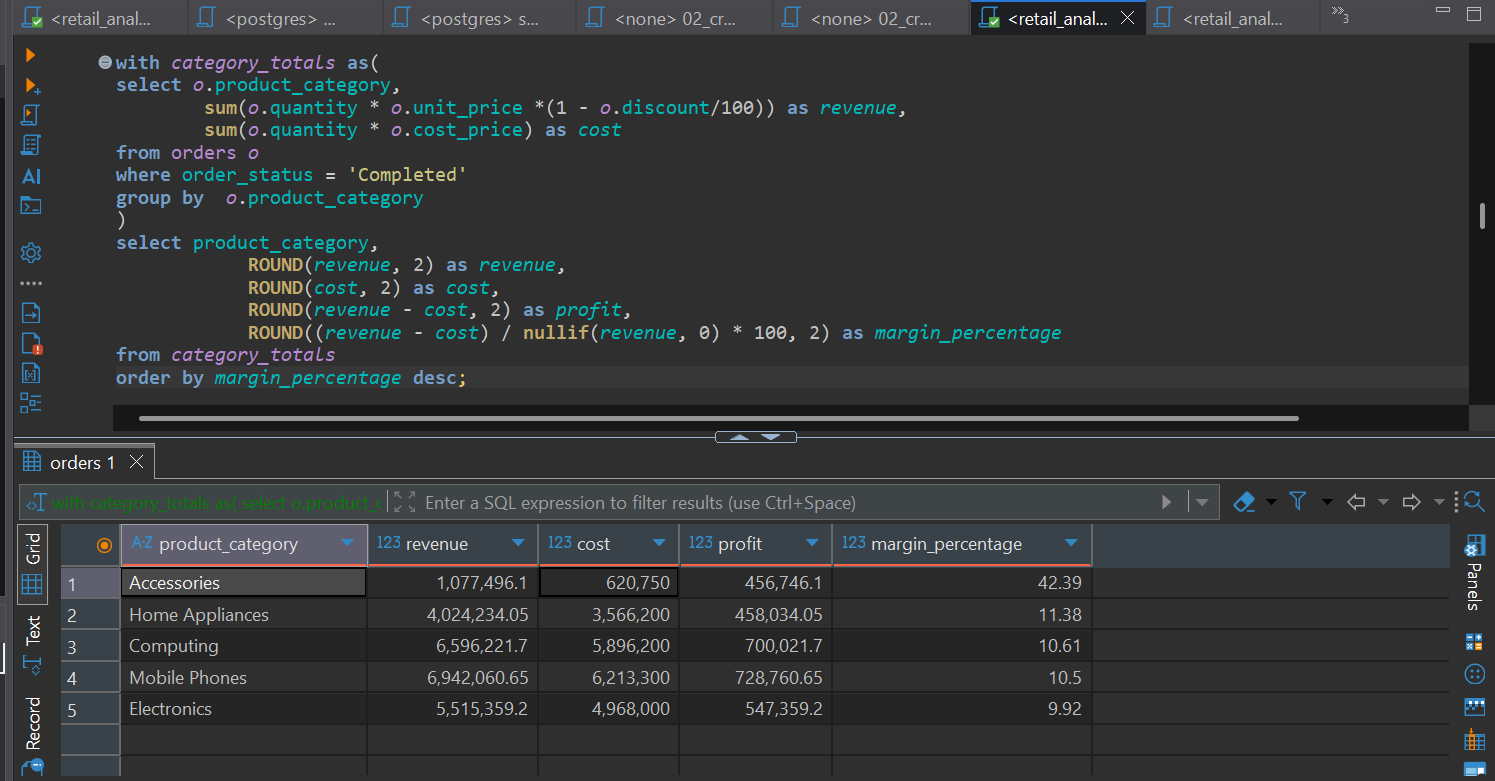 <retail_anal...
<postgres> ...
<postgres> s...
<none> 02_cr...
<none> 02_cr...
<retail_anal...
<retail_anal...
»3
with category_totals as(
select o.product_category,
sum(o.quantity * o.unit_price *(1 - o.discount/100)) as revenue,
sum(o.quantity * o.cost_price) as cost
from orders o
where order_status = 'Completed'
group by  o.product_category
)
select product_category,
ROUND(revenue, 2) as revenue,
ROUND(cost, 2) as cost,
ROUND(revenue - cost, 2) as profit,
ROUND((revenue - cost) / nullif(revenue, 0) * 100, 2) as margin_percentage
from category_totals
order by margin_percentage desc;
AI
orders 1
with category_totals as( select o.product_c
Enter a SQL expression to filter results (use Ctrl+Space)
Grid
Text
Record
Panels
A-Z product_category 123 revenue 123 cost 123 profit 123 margin_percentage
1 Accessories 1,077,496.1 620,750 456,746.1 42.39
2 Home Appliances 4,024,234.05 3,566,200 458,034.05 11.38
3 Computing 6,596,221.7 5,896,200 700,021.7 10.61
4 Mobile Phones 6,942,060.65 6,213,300 728,760.65 10.5
5 Electronics 5,515,359.2 4,968,000 547,359.2 9.92